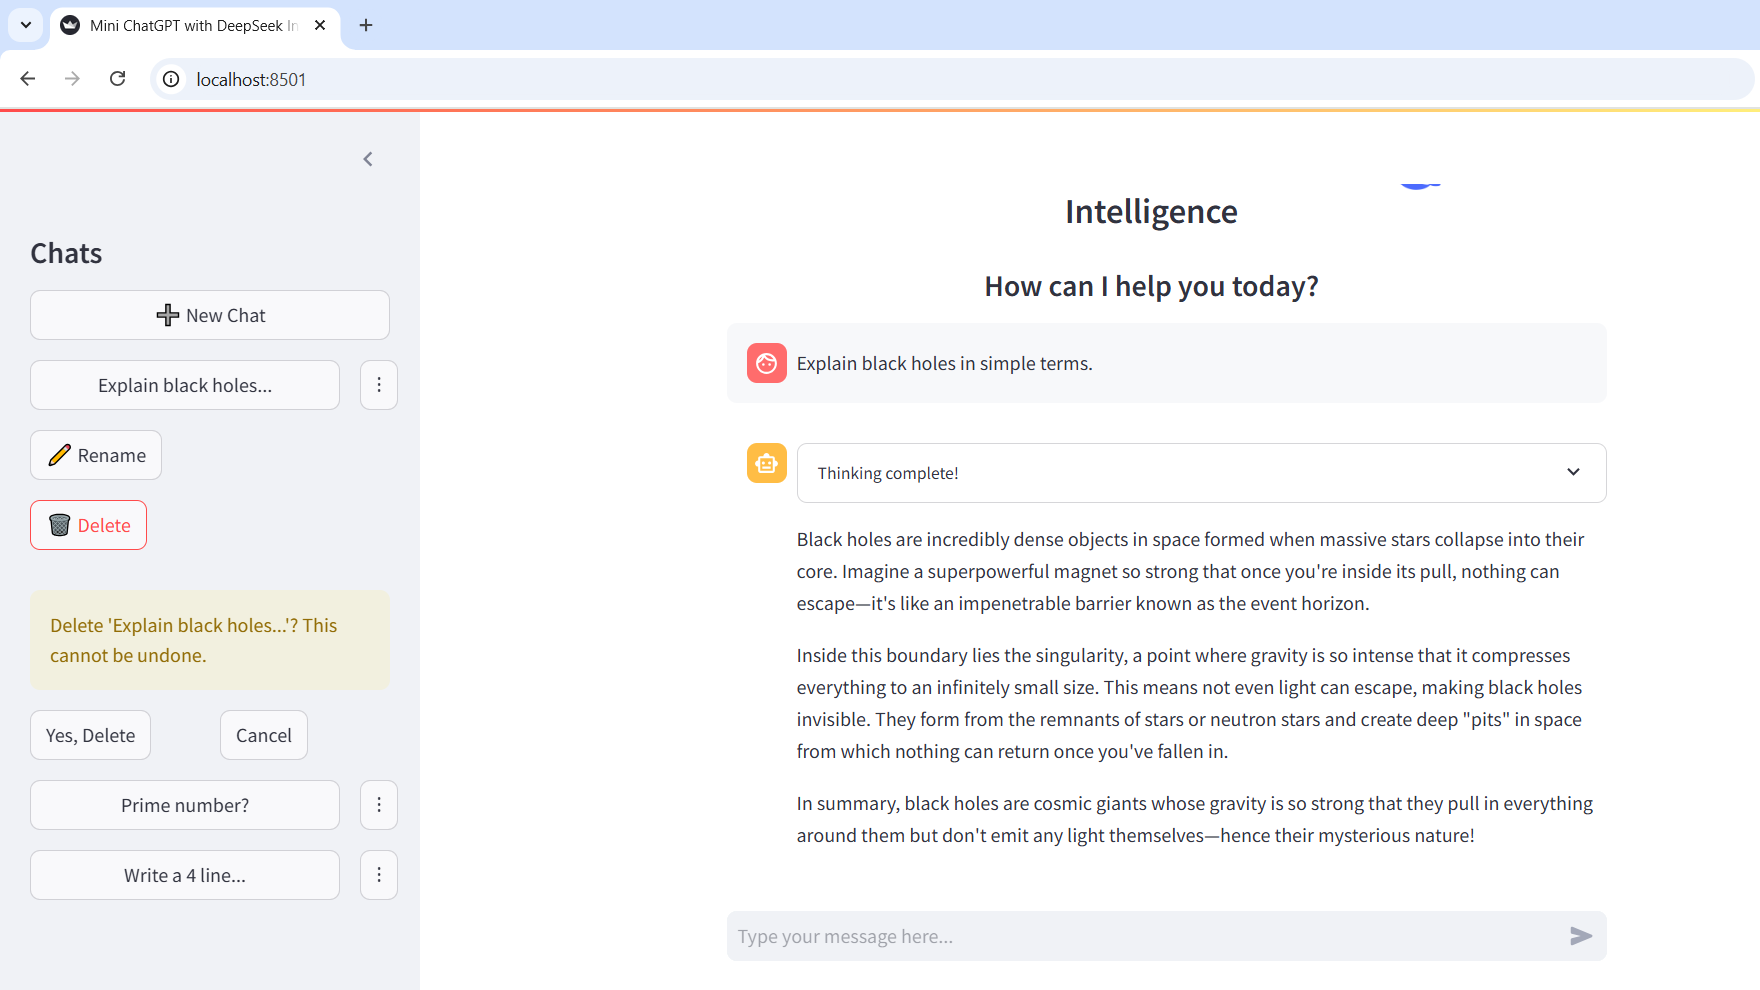 Mini ChatGPT with DeepSeek In
localhost:8501
Chats
New Chat
Explain black holes...
Rename
Delete
Delete 'Explain black holes...'? This
cannot be undone.
Yes, Delete
Cancel
Prime number?
Write a 4 line...
Intelligence
How can I help you today?
Explain black holes in simple terms.
Thinking complete!
Black holes are incredibly dense objects in space formed when massive stars collapse into their
core. Imagine a superpowerful magnet so strong that once you're inside its pull, nothing can
escape—it's like an impenetrable barrier known as the event horizon.
Inside this boundary lies the singularity, a point where gravity is so intense that it compresses
everything to an infinitely small size. This means not even light can escape, making black holes
invisible. They form from the remnants of stars or neutron stars and create deep "pits" in space
from which nothing can return once you've fallen in.
In summary, black holes are cosmic giants whose gravity is so strong that they pull in everything
around them but don't emit any light themselves—hence their mysterious nature!
Type your message here...